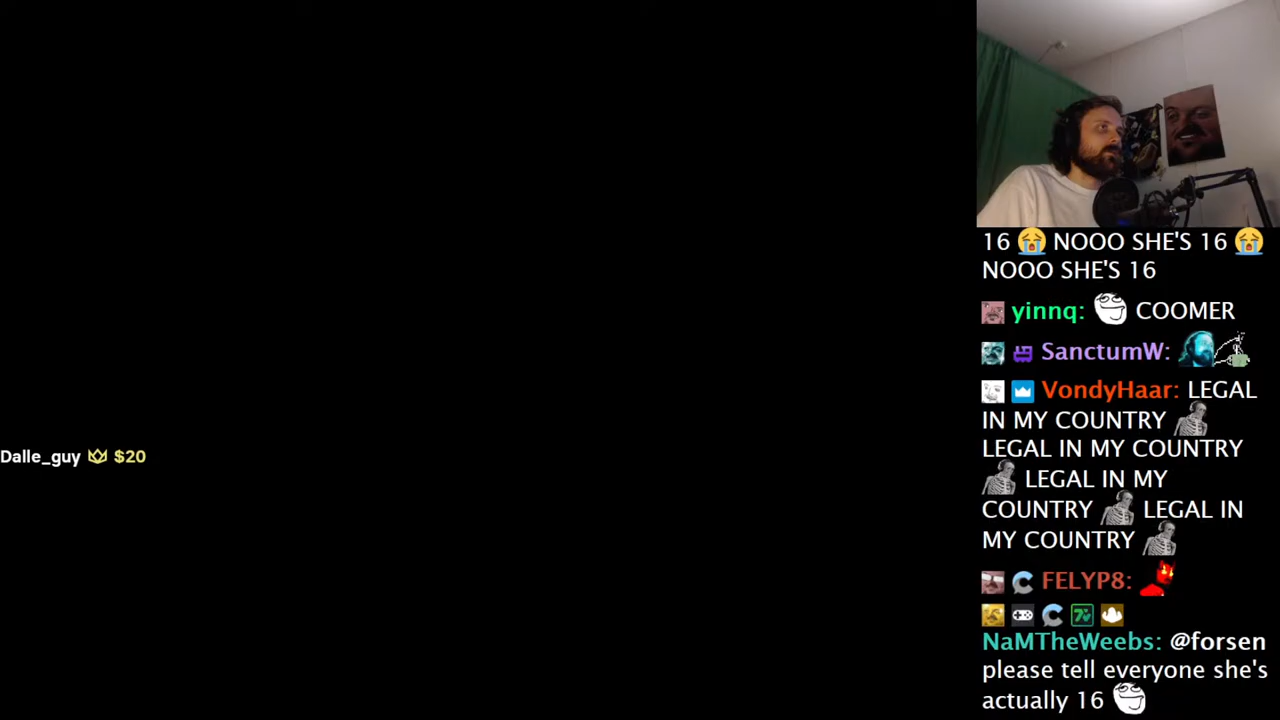 16 😭 NOOO SHE'S 16 😭
NOOO SHE'S 16
yinnq: COOMER
SanctumW:
VondyHaar: LEGAL
IN MY COUNTRY
LEGAL IN MY COUNTRY
LEGAL IN MY
COUNTRY LEGAL IN
MY COUNTRY
Dalle_guy $20
FELYP8:
NaMTheWeebs: @forsen
please tell everyone she's
actually 16